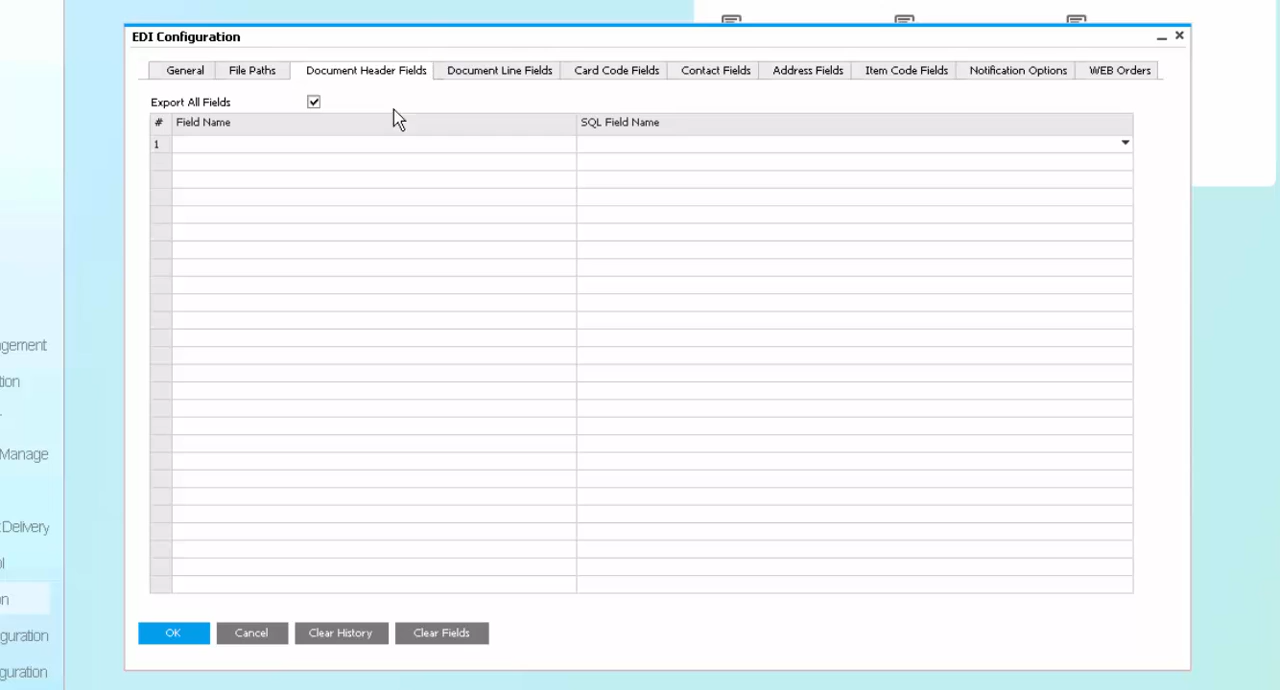 EDI Configuration
General File Paths Document Header Fields Document Line Fields Card Code Fields Contact Fields Address Fields Item Code Fields Notification Options WEB Orders
Export All Fields
# Field Name SQL Field Name
1
gement
tion
Manage
Delivery
guration
guration
OK Cancel Clear History Clear Fields